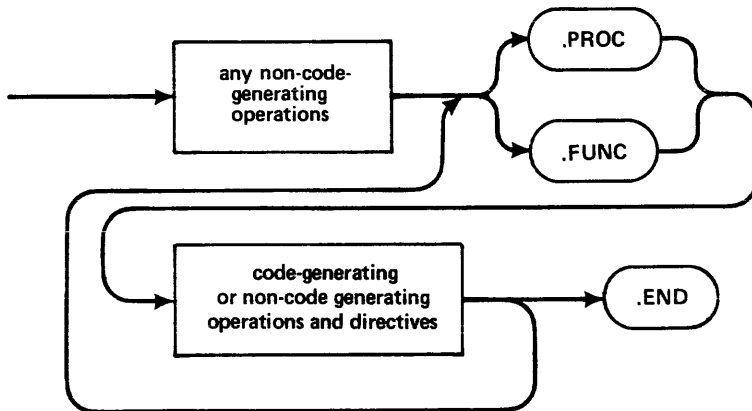 any non-code-
generating
operations
.PROC
.FUNC
code-generating
or non-code generating
operations and directives
.END